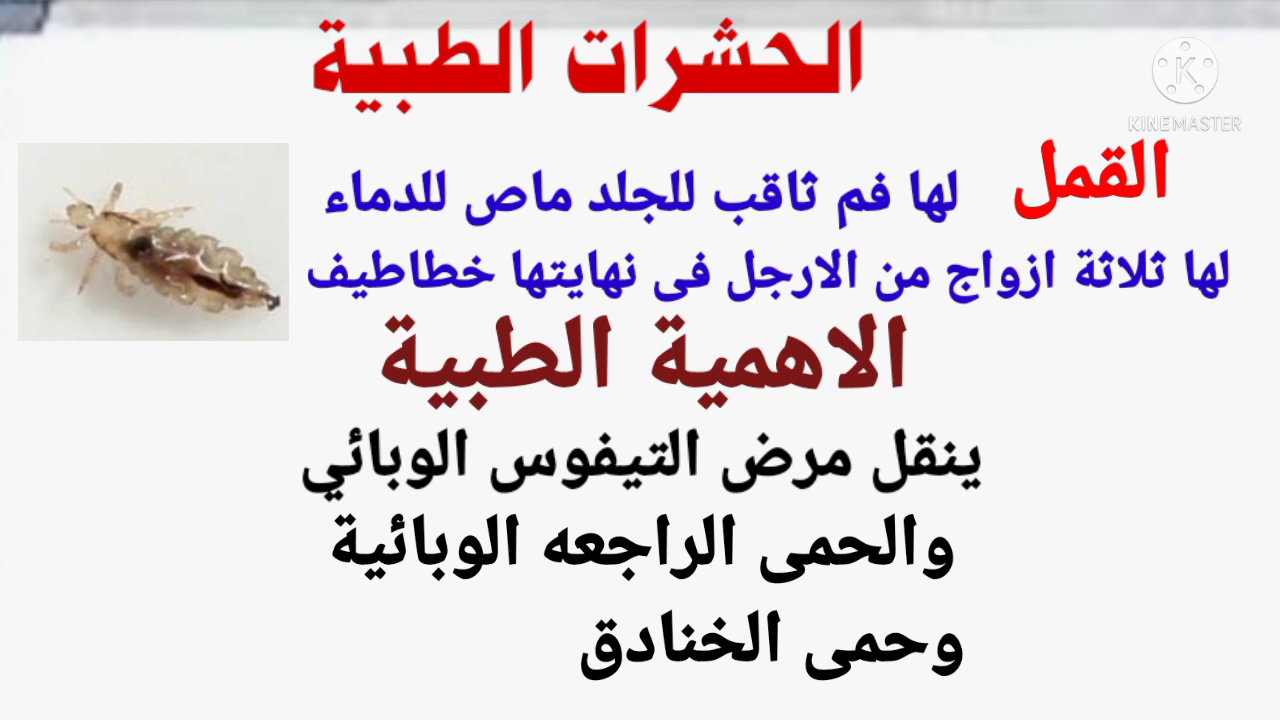 الحشرات الطبية
KINEMASTER
القمل لها فم ثاقب للجلد ماص للدماء
لها ثلاثة ازواج من الارجل فى نهايتها خطاطيف
الاهمية الطبية
ينقل مرض التيفوس الوبائي
والحمى الراجعه الوبائية
وحمى الخنادق